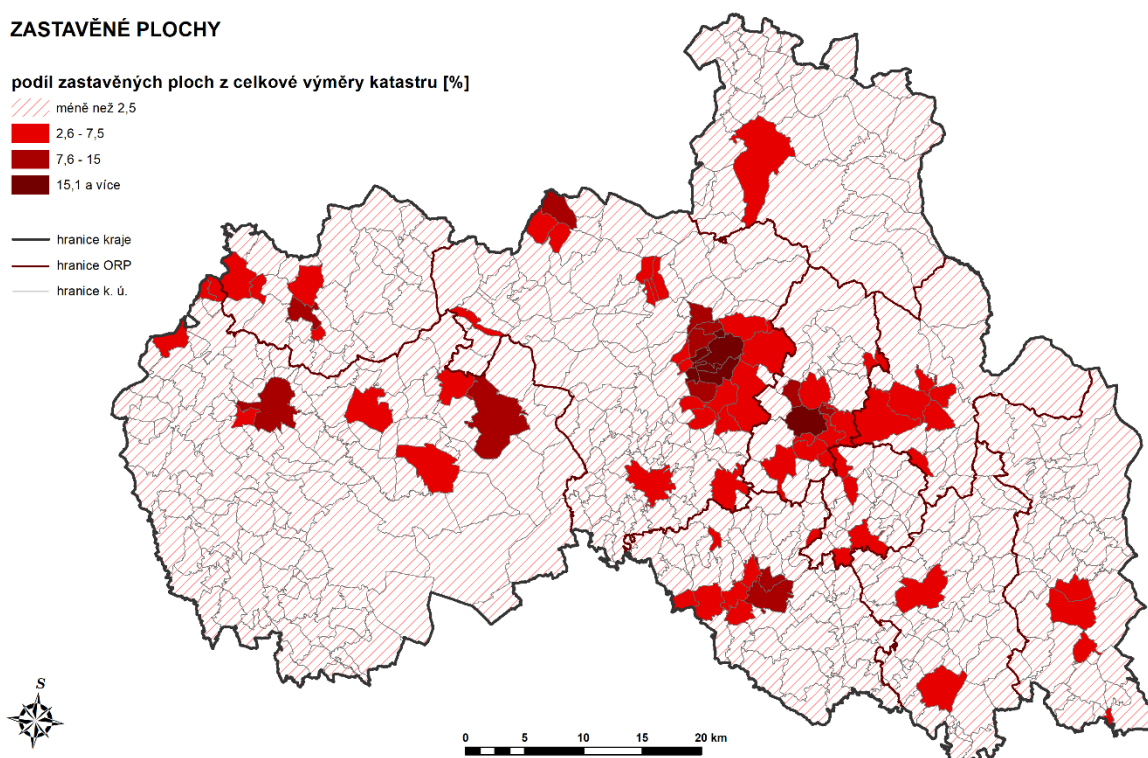 ZASTAVĚNÉ PLOCHY
podíl zastavěných ploch z celkové výměry katastru [%]
méně než 2,5
2,6 - 7,5
7,6 - 15
15,1 a více
hranice kraje
hranice ORP
hranice k. ú.
S
0 5 10 15 20 km